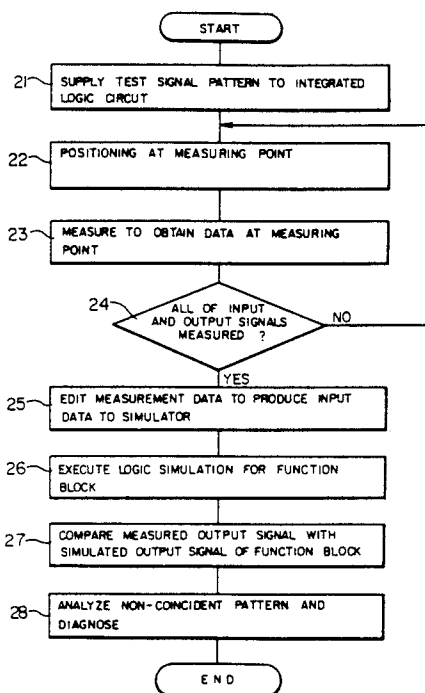 START
21
SUPPLY TEST SIGNAL PATTERN TO INTEGRATED
LOGIC CIRCUT
22
POSITIONING AT MEASURING POINT
23
MEASURE TO OBTAIN DATA AT MEASURING
POINT
24
ALL OF INPUT
AND OUTPUT SIGNALS
MEASURED ?
NO
YES
25
EDIT MEASUREMENT DATA TO PRODUCE INPUT
DATA TO SIMULATOR
26
EXECUTE LOGIC SIMULATION FOR FUNCTION
BLOCK
27
COMPARE MEASURED OUTPUT SIGNAL WITH
SIMULATED OUTPUT SIGNAL OF FUNCTION BLOCK
28
ANALYZE NON-COINCIDENT PATTERN AND
DIAGNOSE
END